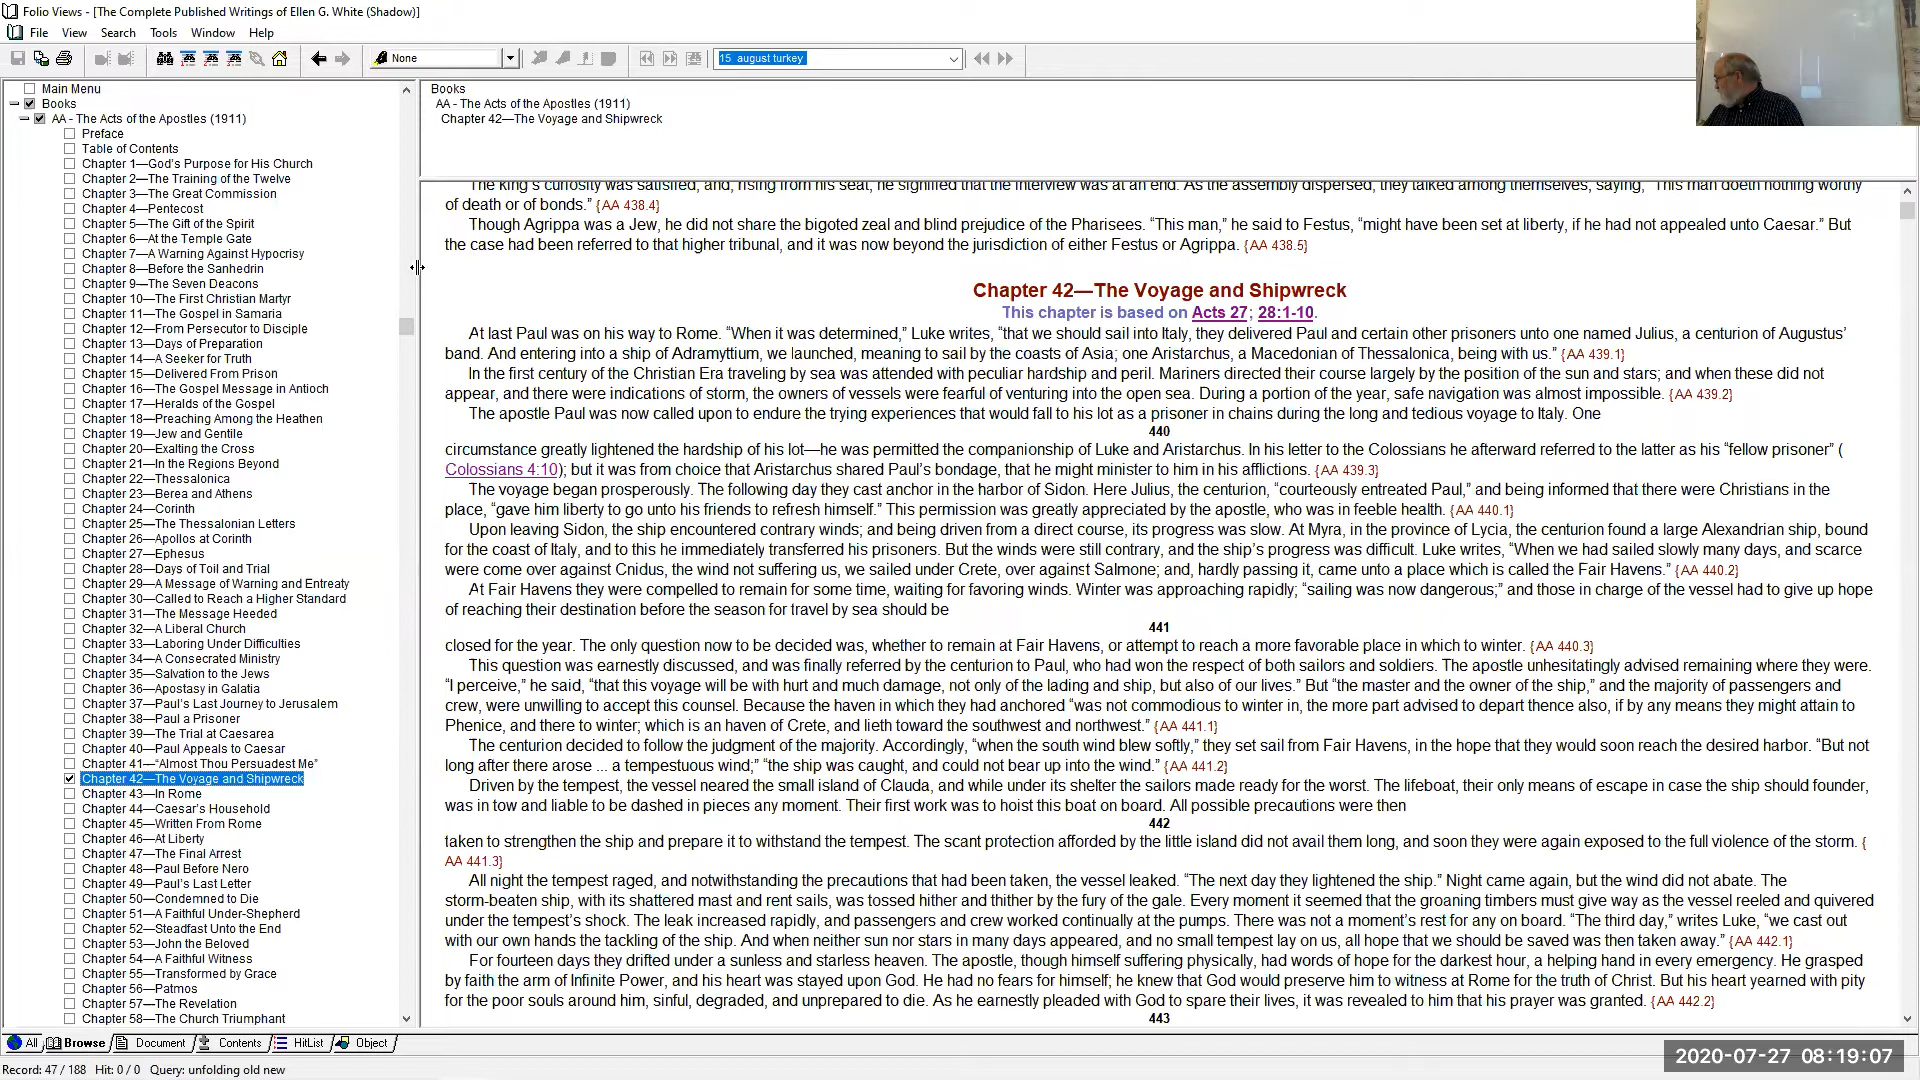 Folio Views - [The Complete Published Writings of Ellen G. White (Shadow)]
File View Search Tools Window Help
None
15 august turkey
Main Menu
Books
AA - The Acts of the Apostles (1911)
Preface
Table of Contents
Chapter 1—God's Purpose for His Church
Chapter 2—The Training of the Twelve
Chapter 3—The Great Commission
Chapter 4—Pentecost
Chapter 5—The Gift of the Spirit
Chapter 6—At the Temple Gate
Chapter 7—A Warning Against Hypocrisy
Chapter 8—Before the Sanhedrin
Chapter 9—The Seven Deacons
Chapter 10—The First Christian Martyr
Chapter 11—The Gospel in Samaria
Chapter 12—From Persecutor to Disciple
Chapter 13—Days of Preparation
Chapter 14—A Seeker for Truth
Chapter 15—Delivered From Prison
Chapter 16—The Gospel Message in Antioch
Chapter 17—Heralds of the Gospel
Chapter 18—Preaching Among the Heathen
Chapter 19—Jew and Gentile
Chapter 20—Exalting the Cross
Chapter 21—In the Regions Beyond
Chapter 22—Thessalonica
Chapter 23—Berea and Athens
Chapter 24—Corinth
Chapter 25—The Thessalonian Letters
Chapter 26—Apollos at Corinth
Chapter 27—Ephesus
Chapter 28—Days of Toil and Trial
Chapter 29—A Message of Warning and Entreaty
Chapter 30—Called to Reach a Higher Standard
Chapter 31—The Message Heeded
Chapter 32—A Liberal Church
Chapter 33—Laboring Under Difficulties
Chapter 34—A Consecrated Ministry
Chapter 35—Salvation to the Jews
Chapter 36—Apostasy in Galatia
Chapter 37—Paul's Last Journey to Jerusalem
Chapter 38—Paul a Prisoner
Chapter 39—The Trial at Caesarea
Chapter 40—Paul Appeals to Caesar
Chapter 41—“Almost Thou Persuadest Me”
Chapter 42—The Voyage and Shipwreck
Chapter 43—In Rome
Chapter 44—Caesar's Household
Chapter 45—Written From Rome
Chapter 46—At Liberty
Chapter 47—The Final Arrest
Chapter 48—Paul Before Nero
Chapter 49—Paul's Last Letter
Chapter 50—Condemned to Die
Chapter 51—A Faithful Under-Shepherd
Chapter 52—Steadfast Unto the End
Chapter 53—John the Beloved
Chapter 54—A Faithful Witness
Chapter 55—Transformed by Grace
Chapter 56—Patmos
Chapter 57—The Revelation
Chapter 58—The Church Triumphant
Books
AA - The Acts of the Apostles (1911)
Chapter 42—The Voyage and Shipwreck
The king's curiosity was satisfied, and, rising from his seat, he signified that the interview was at an end. As the assembly dispersed, they talked among themselves, saying, “This man doeth nothing worthy
of death or of bonds.” {AA 438.4}
Though Agrippa was a Jew, he did not share the bigoted zeal and blind prejudice of the Pharisees. “This man,” he said to Festus, “might have been set at liberty, if he had not appealed unto Caesar.” But
the case had been referred to that higher tribunal, and it was now beyond the jurisdiction of either Festus or Agrippa. {AA 438.5}
Chapter 42—The Voyage and Shipwreck
This chapter is based on Acts 27; 28:1-10.
At last Paul was on his way to Rome. “When it was determined,” Luke writes, “that we should sail into Italy, they delivered Paul and certain other prisoners unto one named Julius, a centurion of Augustus'
band. And entering into a ship of Adramyttium, we launched, meaning to sail by the coasts of Asia; one Aristarchus, a Macedonian of Thessalonica, being with us.” {AA 439.1}
In the first century of the Christian Era traveling by sea was attended with peculiar hardship and peril. Mariners directed their course largely by the position of the sun and stars; and when these did not
appear, and there were indications of storm, the owners of vessels were fearful of venturing into the open sea. During a portion of the year, safe navigation was almost impossible. {AA 439.2}
The apostle Paul was now called upon to endure the trying experiences that would fall to his lot as a prisoner in chains during the long and tedious voyage to Italy. One
440
circumstance greatly lightened the hardship of his lot—he was permitted the companionship of Luke and Aristarchus. In his letter to the Colossians he afterward referred to the latter as his “fellow prisoner” (
Colossians 4:10); but it was from choice that Aristarchus shared Paul's bondage, that he might minister to him in his afflictions. {AA 439.3}
The voyage began prosperously. The following day they cast anchor in the harbor of Sidon. Here Julius, the centurion, “courteously entreated Paul,” and being informed that there were Christians in the
place, “gave him liberty to go unto his friends to refresh himself.” This permission was greatly appreciated by the apostle, who was in feeble health. {AA 440.1}
Upon leaving Sidon, the ship encountered contrary winds; and being driven from a direct course, its progress was slow. At Myra, in the province of Lycia, the centurion found a large Alexandrian ship, bound
for the coast of Italy, and to this he immediately transferred his prisoners. But the winds were still contrary, and the ship's progress was difficult. Luke writes, “When we had sailed slowly many days, and scarce
were come over against Cnidus, the wind not suffering us, we sailed under Crete, over against Salmone; and, hardly passing it, came unto a place which is called the Fair Havens.” {AA 440.2}
At Fair Havens they were compelled to remain for some time, waiting for favoring winds. Winter was approaching rapidly; “sailing was now dangerous;” and those in charge of the vessel had to give up hope
of reaching their destination before the season for travel by sea should be
441
closed for the year. The only question now to be decided was, whether to remain at Fair Havens, or attempt to reach a more favorable place in which to winter. {AA 440.3}
This question was earnestly discussed, and was finally referred by the centurion to Paul, who had won the respect of both sailors and soldiers. The apostle unhesitatingly advised remaining where they were.
“I perceive,” he said, “that this voyage will be with hurt and much damage, not only of the lading and ship, but also of our lives.” But “the master and the owner of the ship,” and the majority of passengers and
crew, were unwilling to accept this counsel. Because the haven in which they had anchored “was not commodious to winter in, the more part advised to depart thence also, if by any means they might attain to
Phenice, and there to winter; which is an haven of Crete, and lieth toward the southwest and northwest.” {AA 441.1}
The centurion decided to follow the judgment of the majority. Accordingly, “when the south wind blew softly,” they set sail from Fair Havens, in the hope that they would soon reach the desired harbor. “But not
long after there arose ... a tempestuous wind;” “the ship was caught, and could not bear up into the wind.” {AA 441.2}
Driven by the tempest, the vessel neared the small island of Clauda, and while under its shelter the sailors made ready for the worst. The lifeboat, their only means of escape in case the ship should founder,
was in tow and liable to be dashed in pieces any moment. Their first work was to hoist this boat on board. All possible precautions were then
442
taken to strengthen the ship and prepare it to withstand the tempest. The scant protection afforded by the little island did not avail them long, and soon they were again exposed to the full violence of the storm. {
AA 441.3}
All night the tempest raged, and notwithstanding the precautions that had been taken, the vessel leaked. “The next day they lightened the ship.” Night came again, but the wind did not abate. The
storm-beaten ship, with its shattered mast and rent sails, was tossed hither and thither by the fury of the gale. Every moment it seemed that the groaning timbers must give way as the vessel reeled and quivered
under the tempest's shock. The leak increased rapidly, and passengers and crew worked continually at the pumps. There was not a moment's rest for any on board. “The third day,” writes Luke, “we cast out
with our own hands the tackling of the ship. And when neither sun nor stars in many days appeared, and no small tempest lay on us, all hope that we should be saved was then taken away.” {AA 442.1}
For fourteen days they drifted under a sunless and starless heaven. The apostle, though himself suffering physically, had words of hope for the darkest hour, a helping hand in every emergency. He grasped
by faith the arm of Infinite Power, and his heart was stayed upon God. He had no fears for himself; he knew that God would preserve him to witness at Rome for the truth of Christ. But his heart yearned with pity
for the poor souls around him, sinful, degraded, and unprepared to die. As he earnestly pleaded with God to spare their lives, it was revealed to him that his prayer was granted. {AA 442.2}
443
All Browse Document Contents HitList Object
Record: 47 / 188 Hit: 0 / 0 Query: unfolding old new
2020-07-27 08:19:07